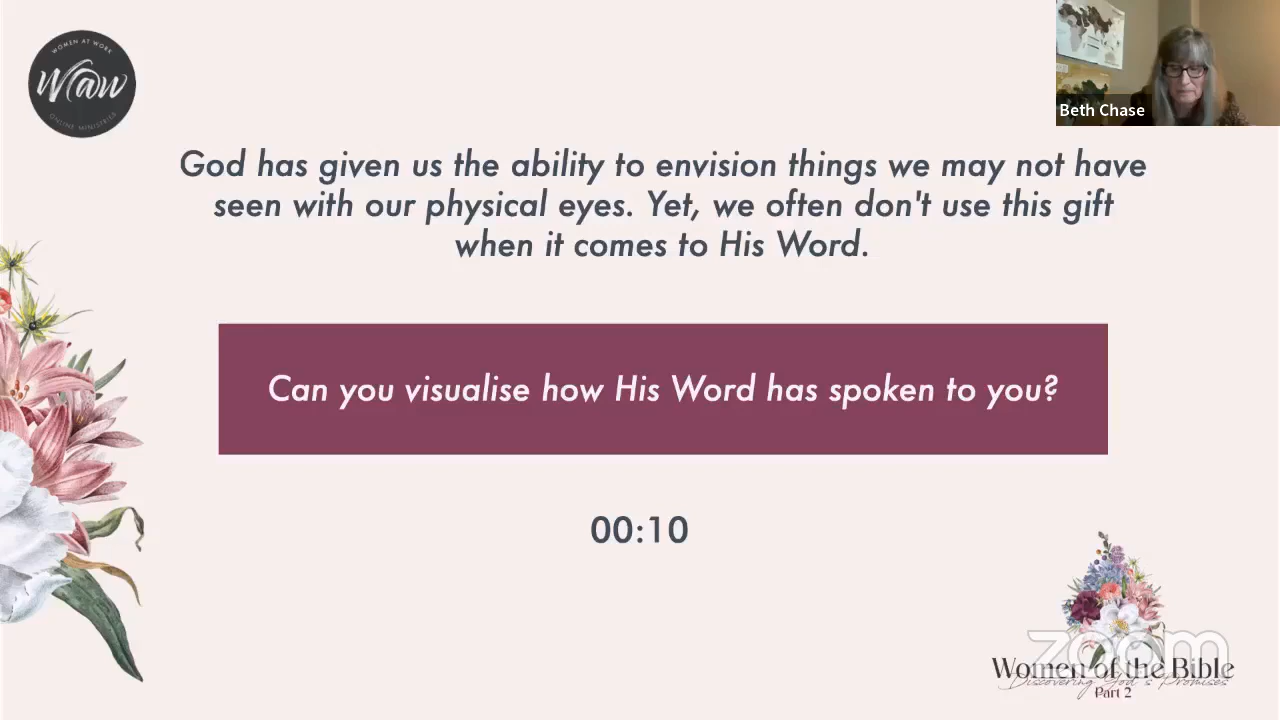 WOMEN AT WORK
W@W
ONLINE MINISTRIES
Beth Chase
God has given us the ability to envision things we may not have
seen with our physical eyes. Yet, we often don't use this gift
when it comes to His Word.
Can you visualise how His Word has spoken to you?
00:10
zoom
Women of the Bible
Discovering God's Promises
Part 2